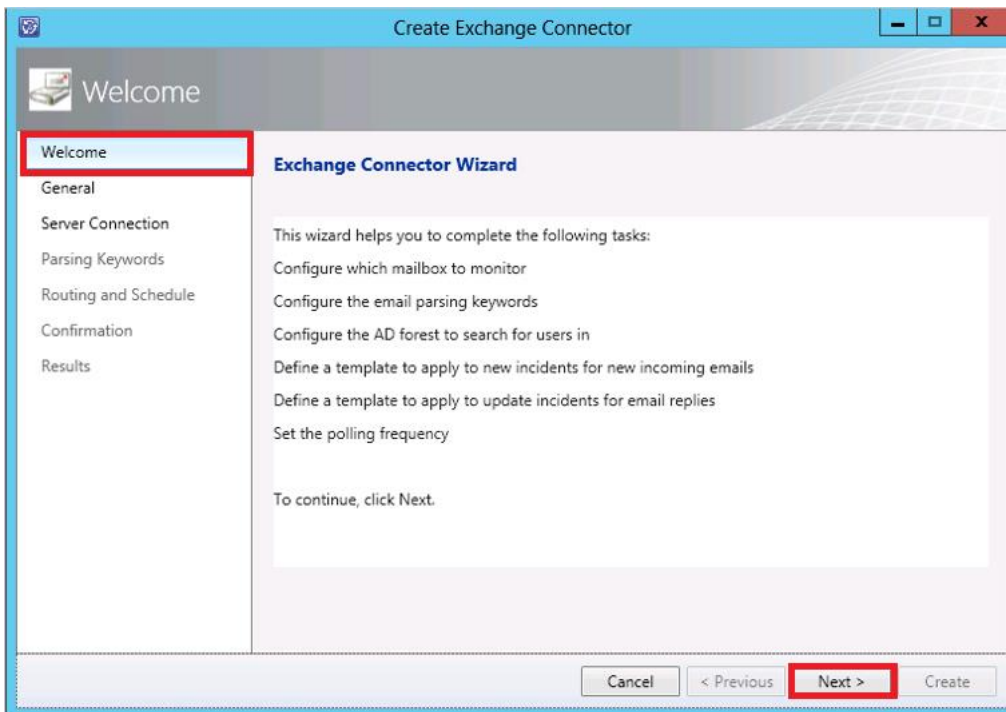 Create Exchange Connector
Welcome
Welcome
General
Server Connection
Parsing Keywords
Routing and Schedule
Confirmation
Results
Exchange Connector Wizard
This wizard helps you to complete the following tasks:
Configure which mailbox to monitor
Configure the email parsing keywords
Configure the AD forest to search for users in
Define a template to apply to new incidents for new incoming emails
Define a template to apply to update incidents for email replies
Set the polling frequency
To continue, click Next.
Cancel < Previous Next > Create